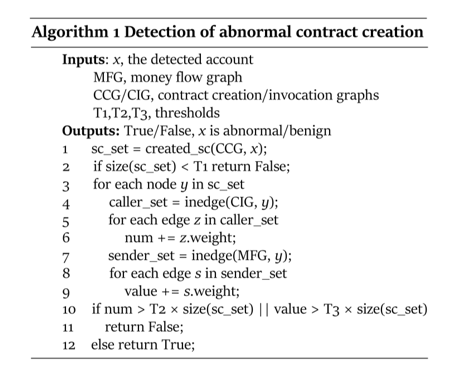 Algorithm 1 Detection of abnormal contract creation
Inputs: x, the detected account
MFG, money flow graph
CCG/CIG, contract creation/invocation graphs
T1,T2,T3, thresholds
Outputs: True/False, x is abnormal/benign
1 sc_set = created_sc(CCG, x);
2 if size(sc_set) < T1 return False;
3 for each node y in sc_set
4 caller_set = inedge(CIG, y);
5 for each edge z in caller_set
6 num += z.weight;
7 sender_set = inedge(MFG, y);
8 for each edge s in sender_set
9 value += s.weight;
10 if num > T2 × size(sc_set) || value > T3 × size(sc_set)
11 return False;
12 else return True;